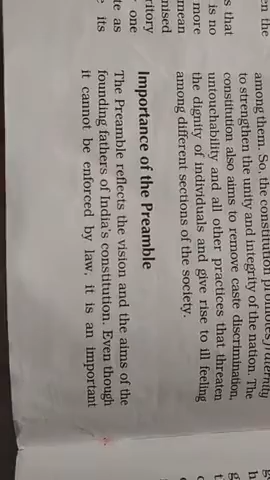 among them. So, the constitution
to strengthen the unity and integrity of the nation. The
constitution also aims to remove caste discrimination,
untouchability and all other practices that threaten
the dignity of individuals and give rise to ill feeling
among different sections of the society.
Importance of the Preamble
The Preamble reflects the vision and the aims of the
founding fathers of India's constitution. Even though
it cannot be enforced by law, it is an important